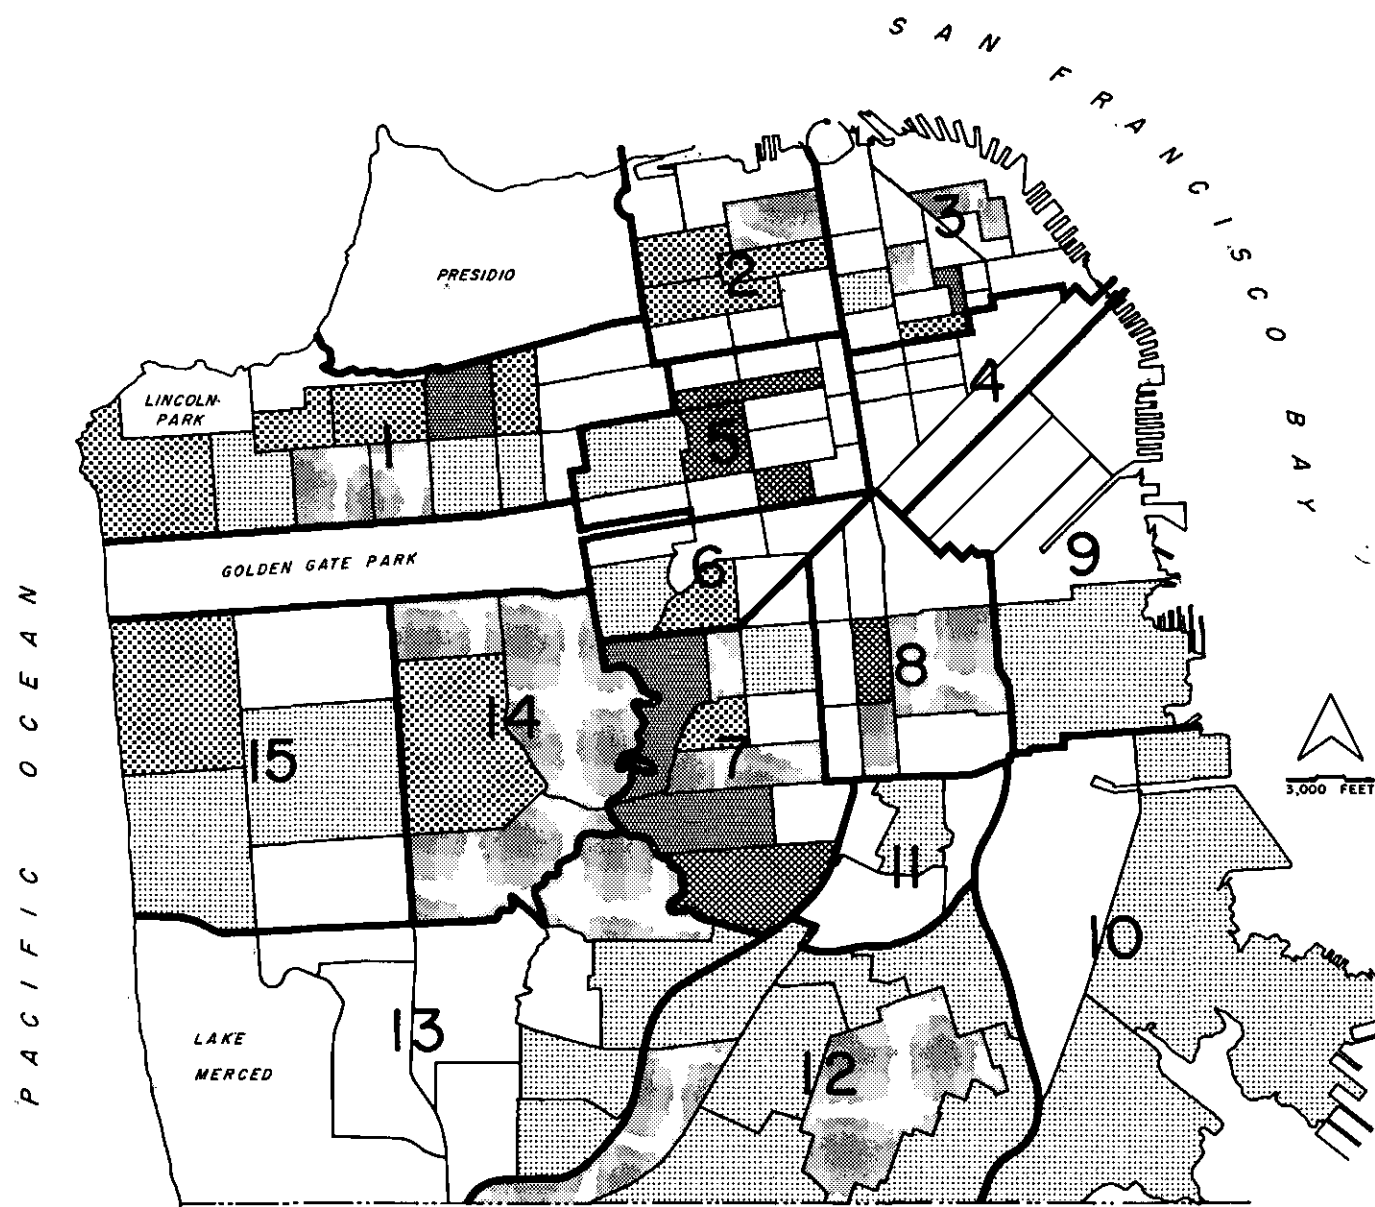 SAN FRANCISCO BAY
PRESIDIO
3
2
LINCOLN
PARK
4
1
5
GOLDEN GATE PARK
6
9
PACIFIC OCEAN
8
14
7
15
3,000 FEET
11
10
13
LAKE
MERCED
12